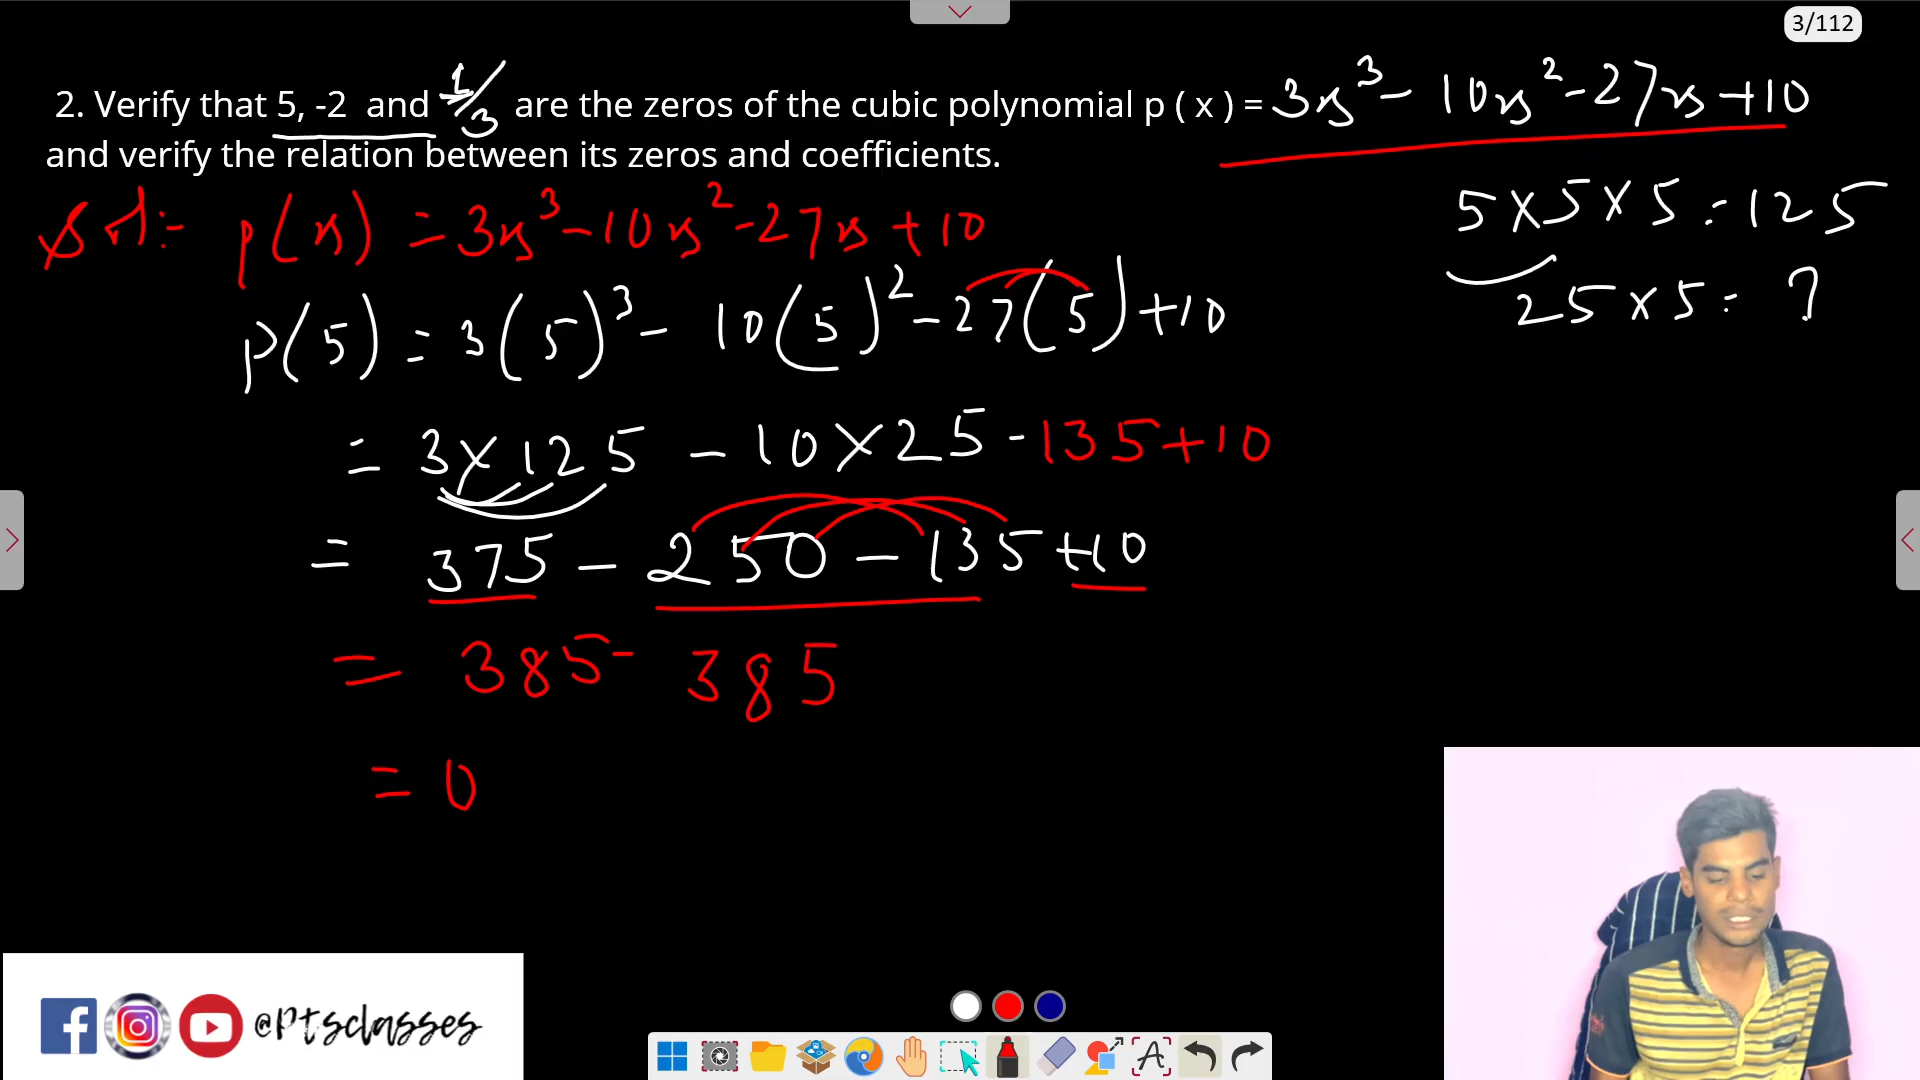 3/112
2. Verify that 5, -2 and 1/3 are the zeros of the cubic polynomial p ( x ) = 3x³ - 10x² - 27x + 10
and verify the relation between its zeros and coefficients.
Sol:- p(x) = 3x³ - 10x² - 27x + 10
5 × 5 × 5 = 125
25 × 5 = ?
P(5) = 3(5)³ - 10(5)² - 27(5) + 10
= 3 × 125 - 10 × 25 - 135 + 10
= 375 - 250 - 135 + 10
= 385 - 385
= 0
@Ptsclasses